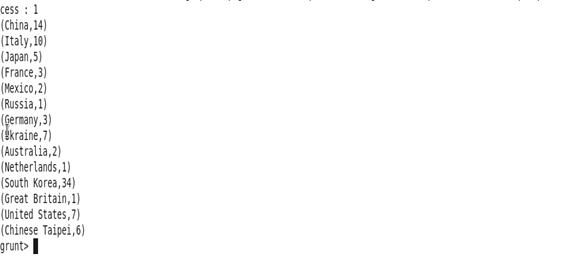 cess : 1
(China,14)
(Italy,10)
(Japan,5)
(France,3)
(Mexico,2)
(Russia,1)
(Germany,3)
(Ukraine,7)
(Australia,2)
(Netherlands,1)
(South Korea,34)
(Great Britain,1)
(United States,7)
(Chinese Taipei,6)
grunt>